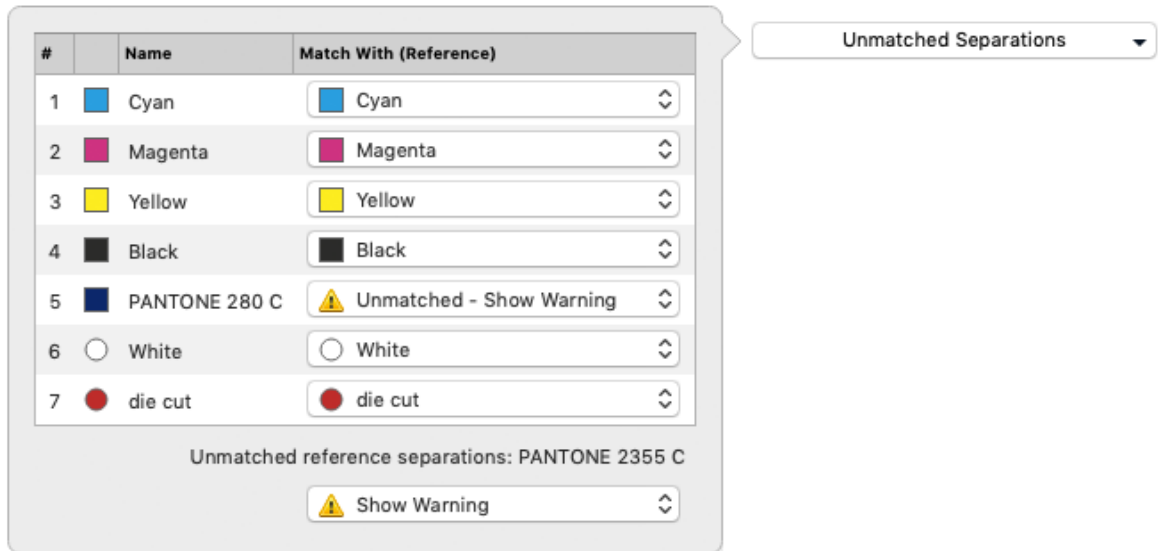 Unmatched Separations
# Name Match With (Reference)
1 Cyan Cyan
2 Magenta Magenta
3 Yellow Yellow
4 Black Black
5 PANTONE 280 C Unmatched - Show Warning
6 White White
7 die cut die cut
Unmatched reference separations: PANTONE 2355 C
Show Warning